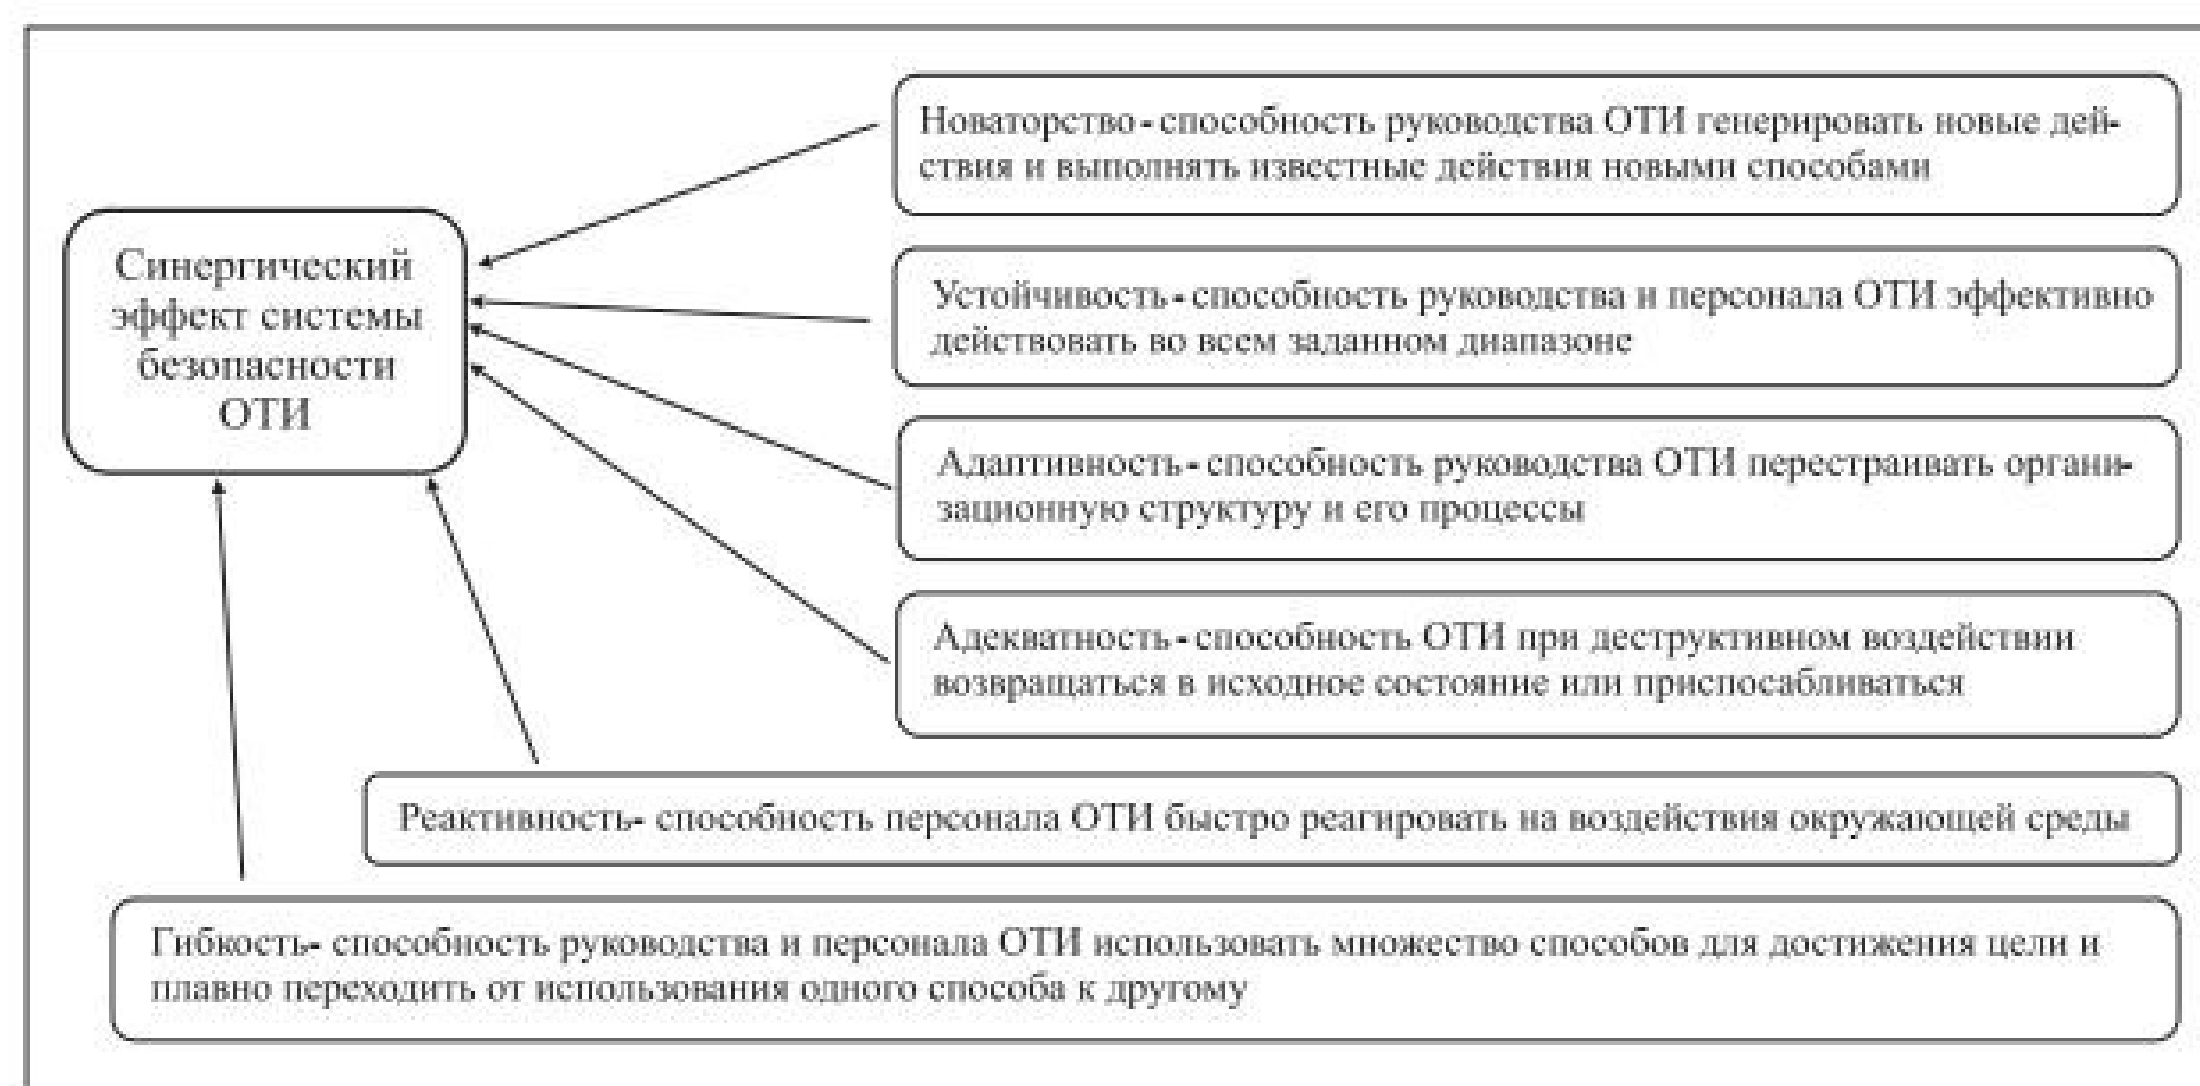 Новаторство - способность руководства ОТИ генерировать новые дей-
ствия и выполнять известные действия новыми способами
Синергический
эффект системы
безопасности
ОТИ
Устойчивость - способность руководства и персонала ОТИ эффективно
действовать во всем заданном диапазоне
Адаптивность - способность руководства ОТИ перестраивать органи-
зационную структуру и его процессы
Адекватность - способность ОТИ при деструктивном воздействии
возвращаться в исходное состояние или приспосабливаться
Реактивность- способность персонала ОТИ быстро реагировать на воздействия окружающей среды
Гибкость- способность руководства и персонала ОТИ использовать множество способов для достижения цели и
плавно переходить от использования одного способа к другому